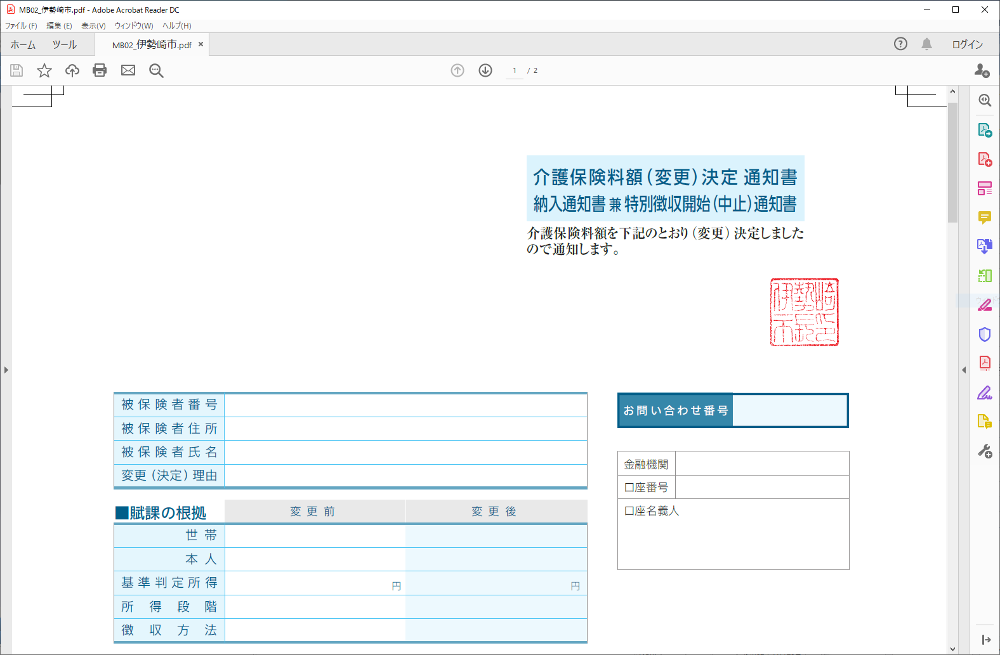 MB02_伊勢崎市.pdf - Adobe Acrobat Reader DC
ファイル(F) 編集(E) 表示(V) ウィンドウ(W) ヘルプ(H)
ホーム ツール MB02_伊勢崎市.pdf × ログイン
1 / 2
介護保険料額（変更）決定 通知書
納入通知書 兼 特別徴収開始（中止）通知書
介護保険料額を下記のとおり（変更）決定しました
ので通知します。
伊勢崎市
被保険者番号
被保険者住所
被保険者氏名
変更（決定）理由
お問い合わせ番号
金融機関
口座番号
口座名義人
■賦課の根拠 変更前 変更後
世帯
本人
基準判定所得 円 円
所得段階
徴収方法